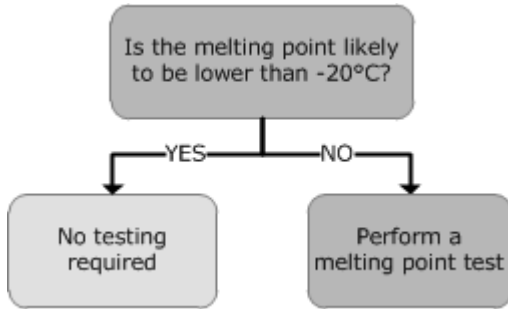 Is the melting point likely
to be lower than -20°C?
YES
NO
No testing
required
Perform a
melting point test